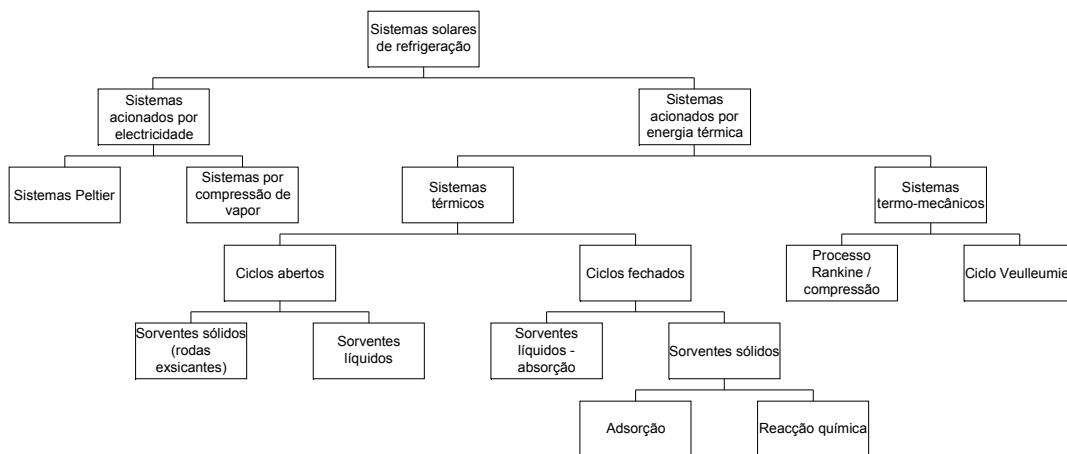 Sistemas solares
de refrigeração
Sistemas
acionados por
electricidade
Sistemas
acionados por
energia térmica
Sistemas Peltier
Sistemas por
compressão de
vapor
Sistemas
térmicos
Sistemas
termo-mecânicos
Ciclos abertos
Ciclos fechados
Processo
Rankine /
compressão
Ciclo Veulleumie
Sorventes sólidos
(rodas
exsicantes)
Sorventes
líquidos
Sorventes
líquidos -
absorção
Sorventes sólidos
Adsorção
Reacção química